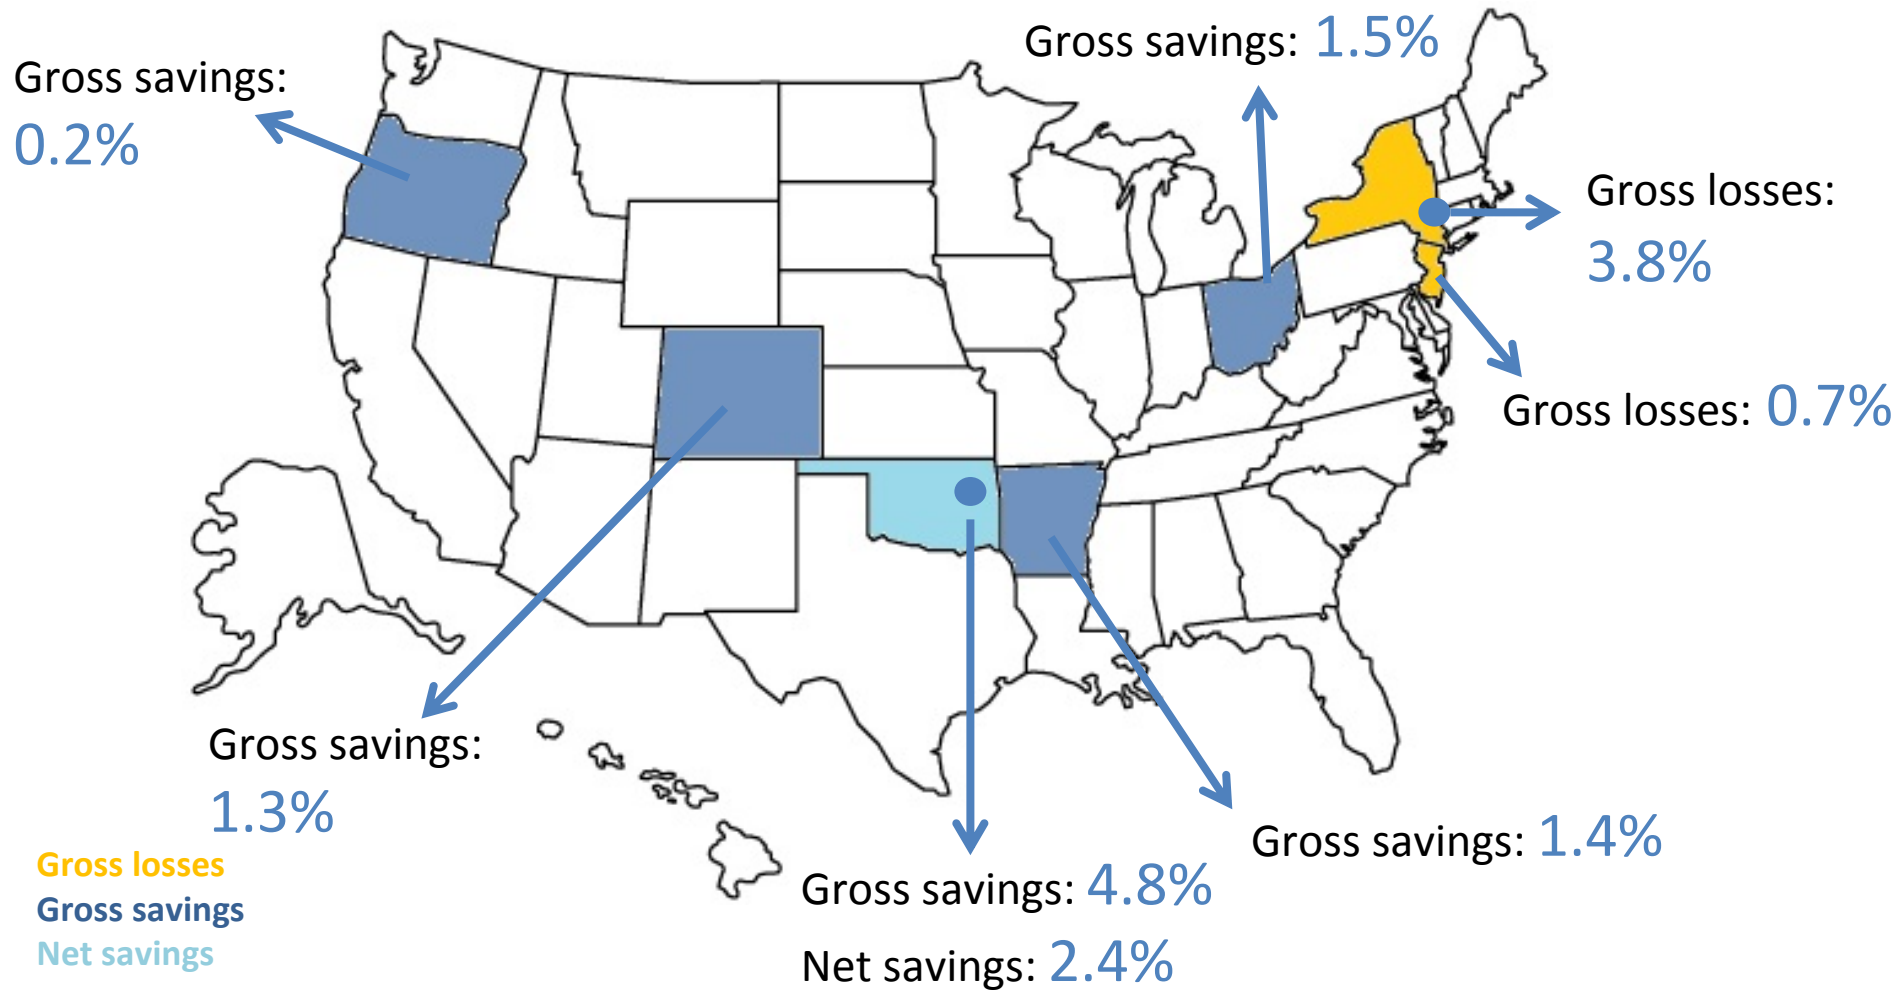 Gross savings: 1.5%
Gross savings:
0.2%
Gross losses:
3.8%
Gross losses: 0.7%
Gross savings:
1.3%
Gross savings: 1.4%
Gross savings: 4.8%
Net savings: 2.4%
Gross losses
Gross savings
Net savings